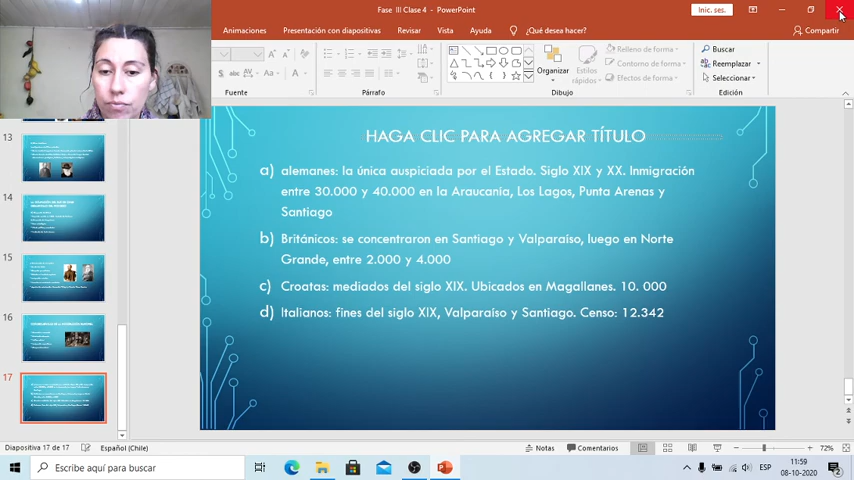 Fase III Clase 4 - PowerPoint
Inic. ses.
Animaciones Presentación con diapositivas Revisar Vista Ayuda ¿Qué desea hacer? Compartir
Organizar
Estilos
rápidos
Relleno de forma
Contorno de forma
Efectos de forma
Buscar
Reemplazar
Seleccionar
Fuente Párrafo Dibujo Edición
13
14
15
16
17
HAGA CLIC PARA AGREGAR TÍTULO
a) alemanes: la única auspiciada por el Estado. Siglo XIX y XX. Inmigración
entre 30.000 y 40.000 en la Araucanía, Los Lagos, Punta Arenas y
Santiago
b) Británicos: se concentraron en Santiago y Valparaíso, luego en Norte
Grande, entre 2.000 y 4.000
c) Croatas: mediados del siglo XIX. Ubicados en Magallanes. 10. 000
d) Italianos: fines del siglo XIX, Valparaíso y Santiago. Censo: 12.342
Diapositiva 17 de 17 Español (Chile) Notas Comentarios 72%
Escribe aquí para buscar
ESP
11:59
08-10-2020
2